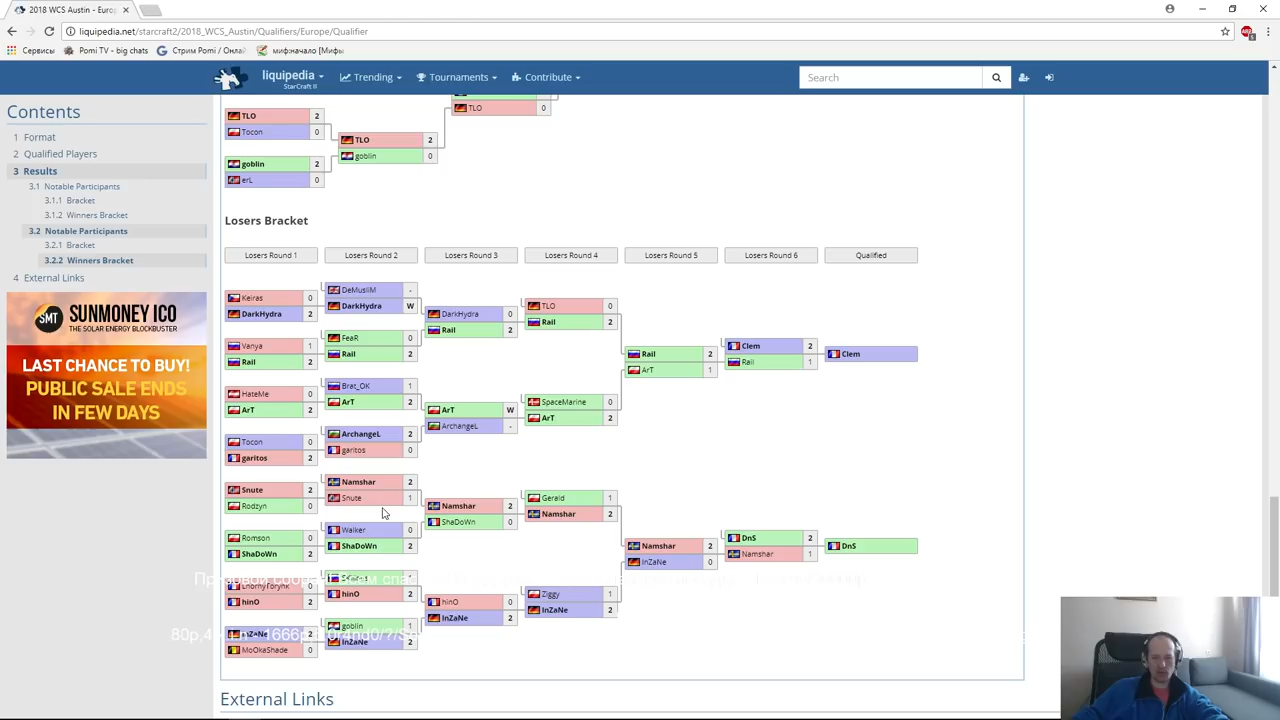 2018 WCS Austin - Euro
liquipedia.net/starcraft2/2018_WCS_Austin/Qualifiers/Europe/Qualifier
Сервисы Pomi TV - big chats Стрим Pomi / Онлай мифіначало [Мифы
liquipedia StarCraft II Trending Tournaments Contribute Search
Contents
1 Format
2 Qualified Players
3 Results
3.1 Notable Participants
3.1.1 Bracket
3.1.2 Winners Bracket
3.2 Notable Participants
3.2.1 Bracket
3.2.2 Winners Bracket
4 External Links
SMT SUNMONEY ICO
THE SOLAR ENERGY BLOCKBUSTER
LAST CHANCE TO BUY!
PUBLIC SALE ENDS
IN FEW DAYS
TLO 0
TLO 2
Tocon 0
TLO 2
goblin 0
goblin 2
erL 0
Losers Bracket
Losers Round 1 Losers Round 2 Losers Round 3 Losers Round 4 Losers Round 5 Losers Round 6 Qualified
Keiras 0
DarkHydra 2
Vanya 1
Rail 2
HateMe 0
ArT 2
Tocon 0
garitos 2
Snute 2
Rodzyn 0
Romson 0
ShaDoWn 2
0
hinO 2
InZaNe 2
MoOkaShade 0
DeMusliM -
DarkHydra W
FeaR 0
Rail 2
Brat_OK 1
ArT 2
ArchangeL 2
garitos 0
Namshar 2
Snute 1
Walker 0
ShaDoWn 2
hinO 2
goblin 1
InZaNe 2
DarkHydra 0
Rail 2
ArT W
ArchangeL -
Namshar 2
ShaDoWn 0
hinO 0
InZaNe 2
TLO 0
Rail 2
SpaceMarine 0
ArT 2
Gerald 1
Namshar 2
Ziggy 1
InZaNe 2
Rail 2
ArT 1
Namshar 2
InZaNe 0
Clem 2
Rail 1
DnS 2
Namshar 1
Clem
DnS
External Links